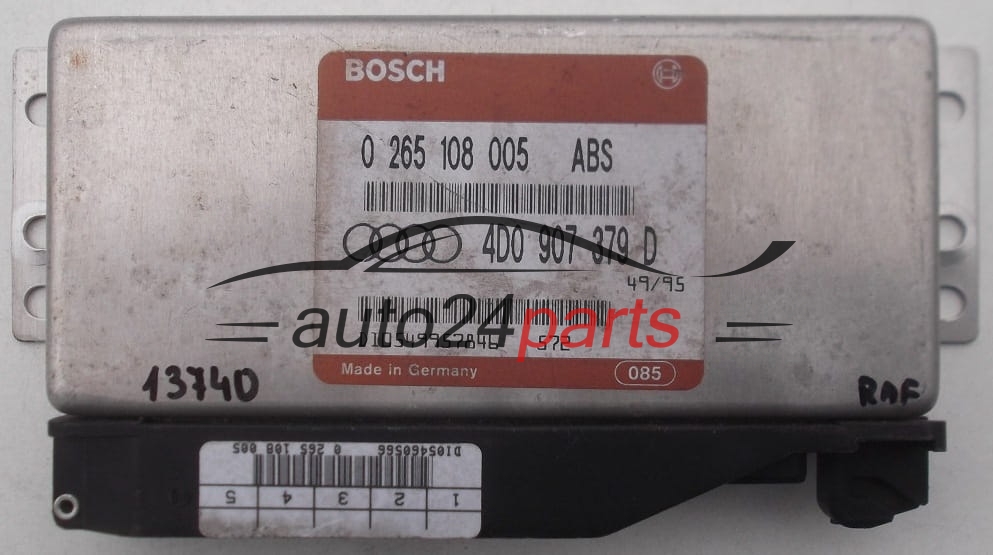 BOSCH
0 265 108 005 ABS
4D0 907 379 D
49/95
auto24parts
572
Made in Germany 085
13740 RAF
DI05460566 0 265 108 005
1 2 3 4 5